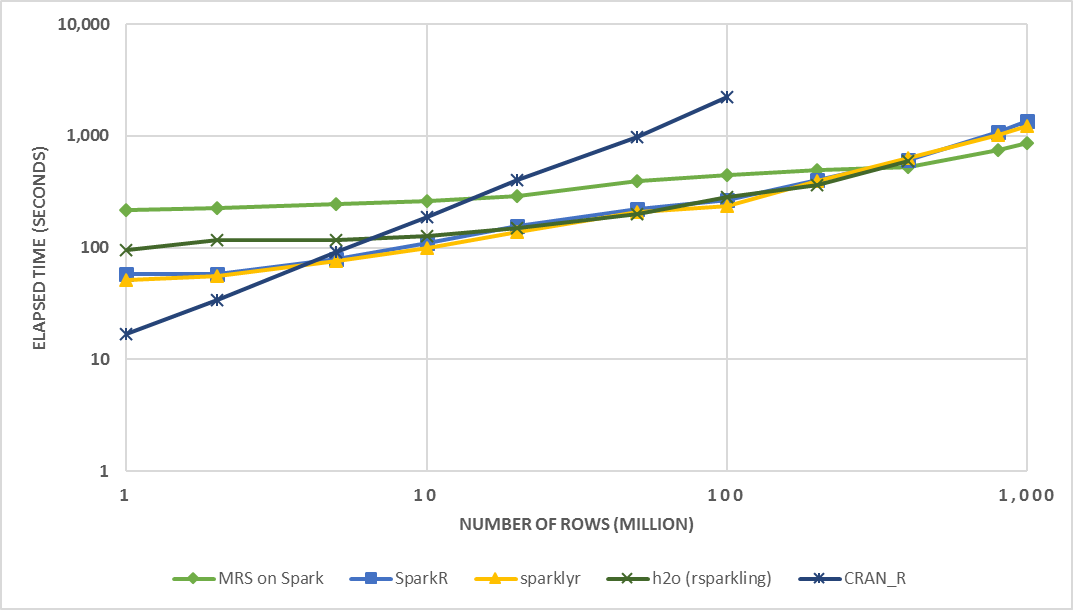 10,000
1,000
100
10
1
ELAPSED TIME (SECONDS)
1 10 100 1,000
NUMBER OF ROWS (MILLION)
MRS on Spark SparkR sparklyr h2o (rsparkling) CRAN_R